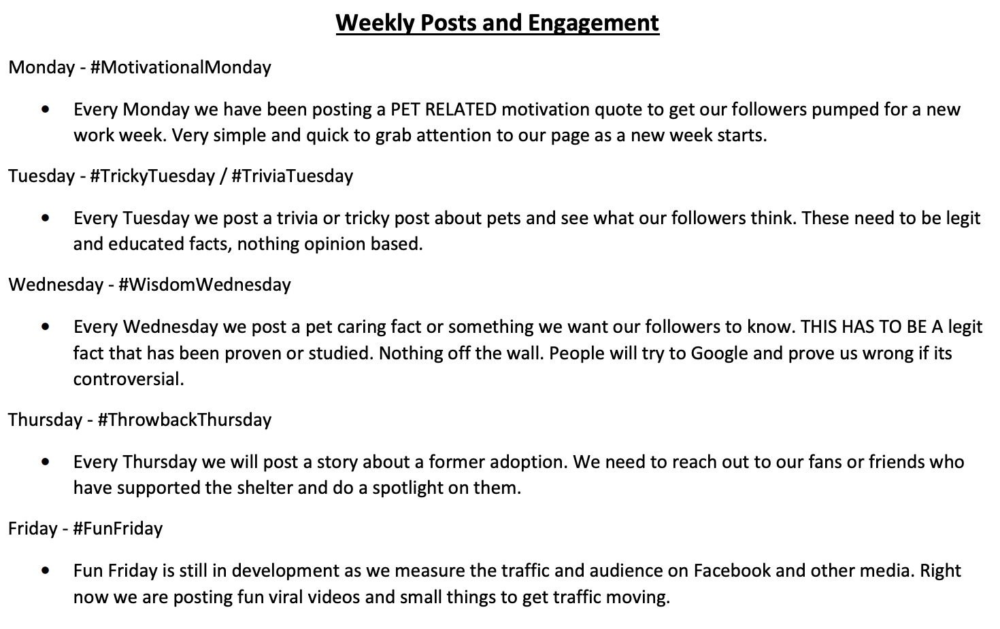 Weekly Posts and Engagement
Monday - #MotivationalMonday
• Every Monday we have been posting a PET RELATED motivation quote to get our followers pumped for a new
work week. Very simple and quick to grab attention to our page as a new week starts.
Tuesday - #TrickyTuesday / #TriviaTuesday
• Every Tuesday we post a trivia or tricky post about pets and see what our followers think. These need to be legit
and educated facts, nothing opinion based.
Wednesday - #WisdomWednesday
• Every Wednesday we post a pet caring fact or something we want our followers to know. THIS HAS TO BE A legit
fact that has been proven or studied. Nothing off the wall. People will try to Google and prove us wrong if its
controversial.
Thursday - #ThrowbackThursday
• Every Thursday we will post a story about a former adoption. We need to reach out to our fans or friends who
have supported the shelter and do a spotlight on them.
Friday - #FunFriday
• Fun Friday is still in development as we measure the traffic and audience on Facebook and other media. Right
now we are posting fun viral videos and small things to get traffic moving.